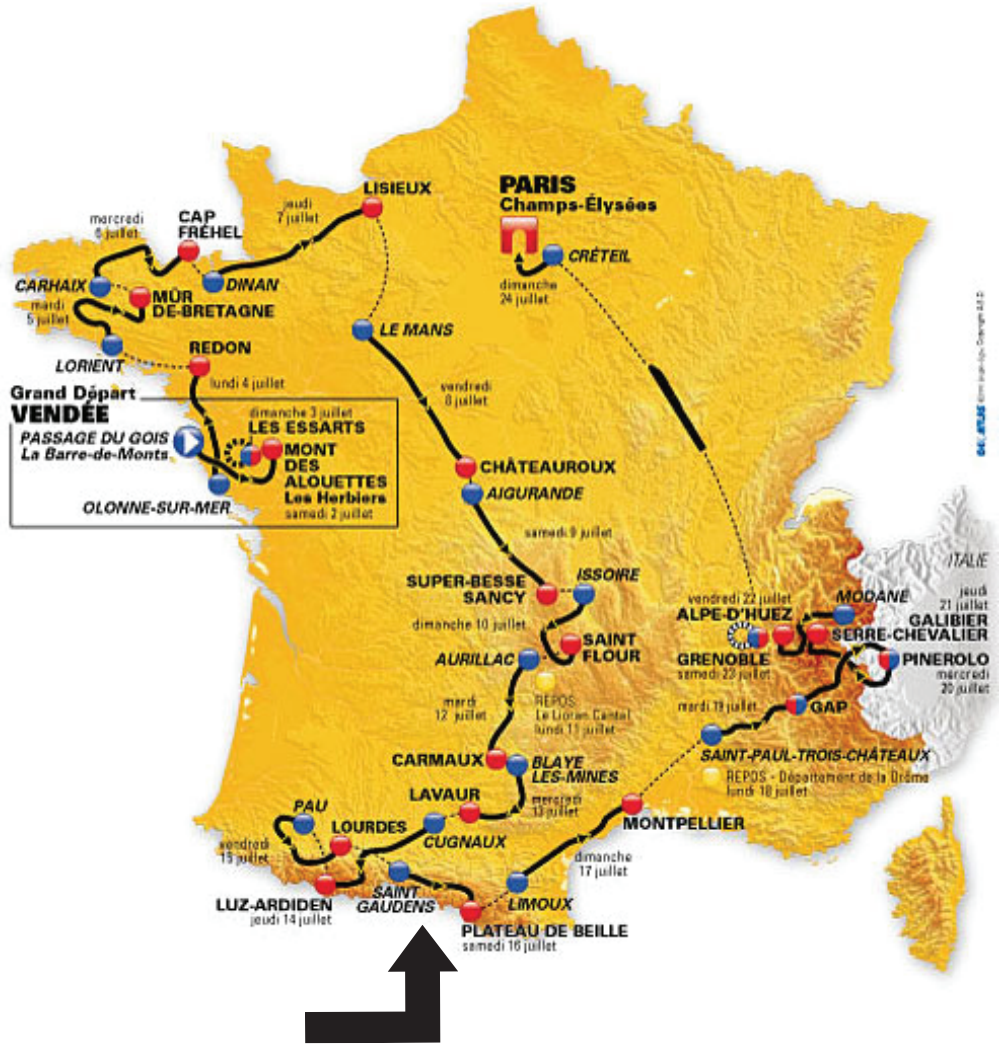 LISIEUX
jeudi
7 juillet
PARIS
Champs-Élysées
CRÉTEIL
dimanche
24 juillet
mercredi
6 juillet
CAP
FRÉHEL
CARHAIX
DINAN
MÛR
DE-BRETAGNE
mardi
5 juillet
LORIENT
LE MANS
REDON
lundi 4 juillet
Grand Départ
VENDÉE
PASSAGE DU GOIS
La Barre-de-Monts
dimanche 3 juillet
LES ESSARTS
MONT
DES
ALOUETTES
Les Herbiers
samedi 2 juillet
OLONNE-SUR-MER
vendredi
8 juillet
CHÂTEAUROUX
AIGURANDE
samedi 9 juillet
SUPER-BESSE
SANCY
ISSOIRE
dimanche 10 juillet
SAINT
FLOUR
AURILLAC
REPOS
Le Lioran Cantal
lundi 11 juillet
mardi
12 juillet
CARMAUX
BLAYE
LES-MINES
mercredi
13 juillet
LAVAUR
CUGNAUX
PAU
LOURDES
vendredi
15 juillet
LUZ-ARDIDEN
jeudi 14 juillet
SAINT
GAUDENS
PLATEAU DE BEILLE
samedi 16 juillet
LIMOUX
dimanche
17 juillet
MONTPELLIER
SAINT-PAUL-TROIS-CHÂTEAUX
REPOS - Département de la Drôme
lundi 18 juillet
mardi 19 juillet
GAP
ITALIE
MODANE
jeudi
21 juillet
GALIBIER
SERRE-CHEVALIER
vendredi 22 juillet
ALPE-D'HUEZ
GRENOBLE
samedi 23 juillet
PINEROLO
mercredi
20 juillet